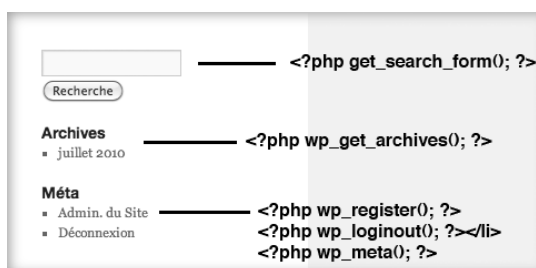 <?php get_search_form(); ?>
Recherche
Archives
juillet 2010
<?php wp_get_archives(); ?>
Méta
Admin. du Site
<?php wp_register(); ?>
Déconnexion
<?php wp_loginout(); ?></li>
<?php wp_meta(); ?>